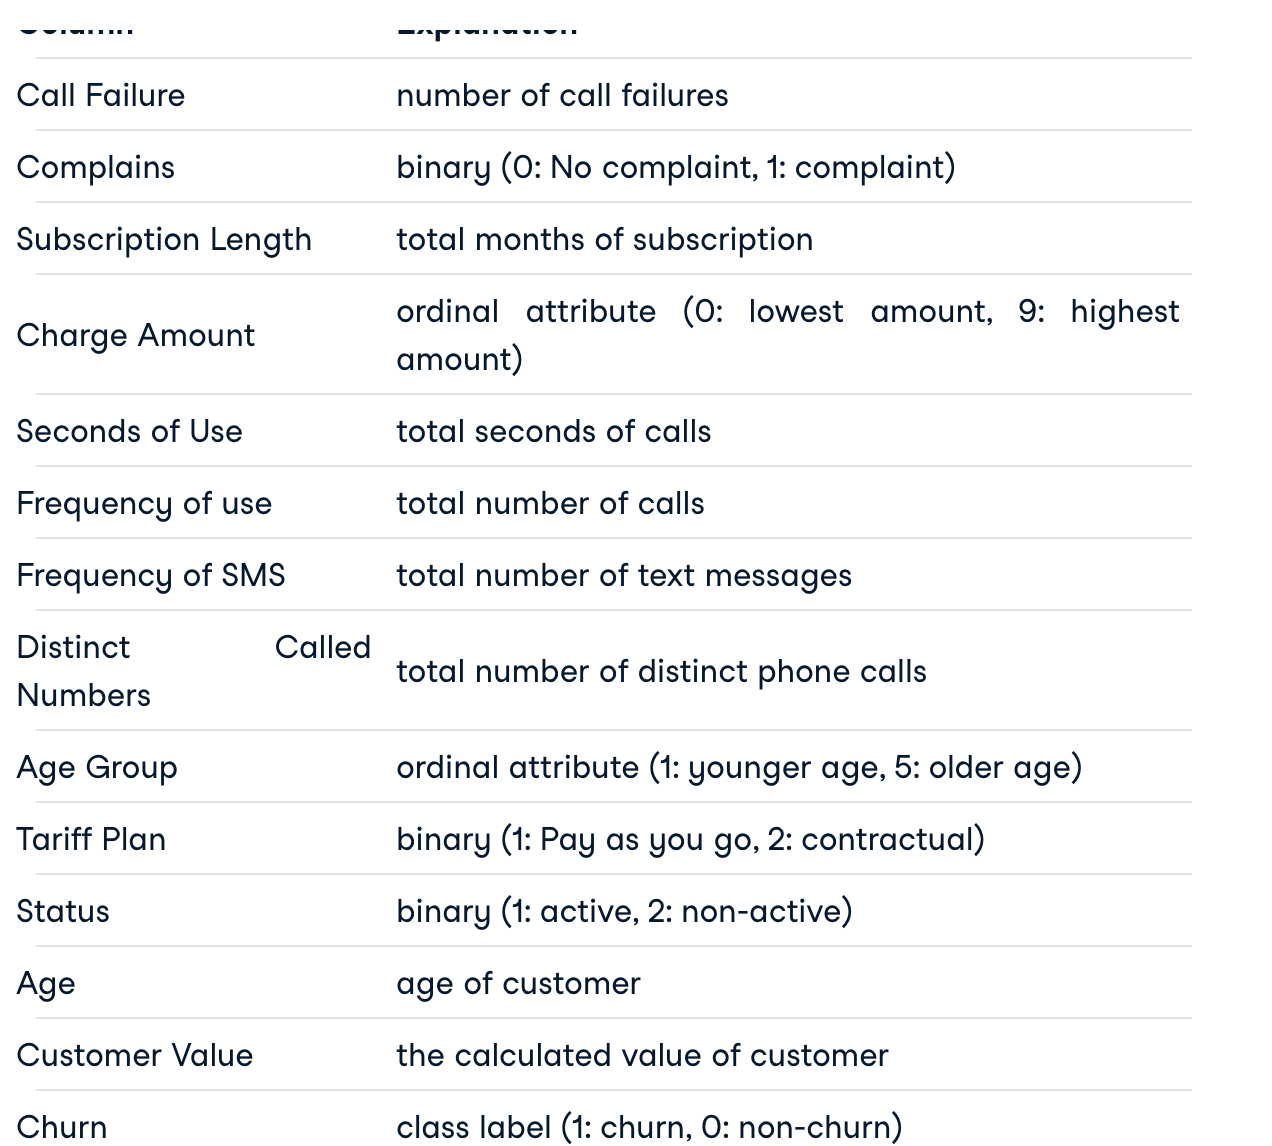 Column Explanation
Call Failure number of call failures
Complains binary (0: No complaint, 1: complaint)
Subscription Length total months of subscription
Charge Amount ordinal attribute (0: lowest amount, 9: highest
amount)
Seconds of Use total seconds of calls
Frequency of use total number of calls
Frequency of SMS total number of text messages
Distinct Called
Numbers total number of distinct phone calls
Age Group ordinal attribute (1: younger age, 5: older age)
Tariff Plan binary (1: Pay as you go, 2: contractual)
Status binary (1: active, 2: non-active)
Age age of customer
Customer Value the calculated value of customer
Churn class label (1: churn, 0: non-churn)